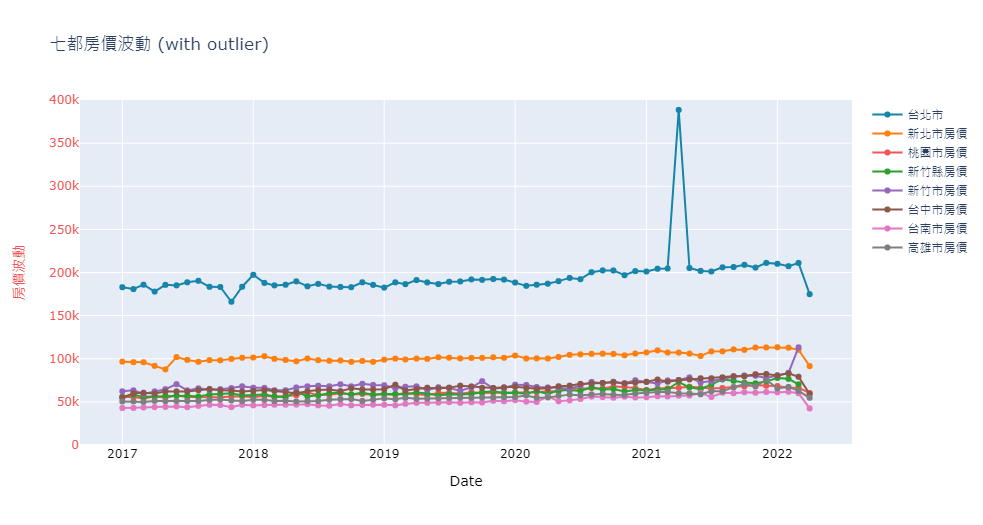 七都房價波動 (with outlier)
400k
350k
300k
250k
200k
150k
100k
50k
0
房價波動
2017
2018
2019
2020
2021
2022
Date
台北市
新北市房價
桃園市房價
新竹縣房價
新竹市房價
台中市房價
台南市房價
高雄市房價